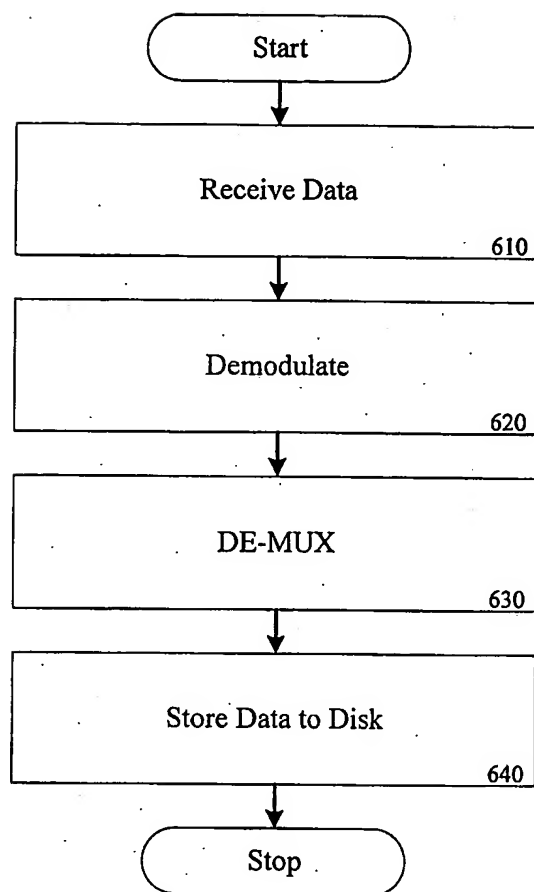 Start
Receive Data
610
Demodulate
620
DE-MUX
630
Store Data to Disk
640
Stop